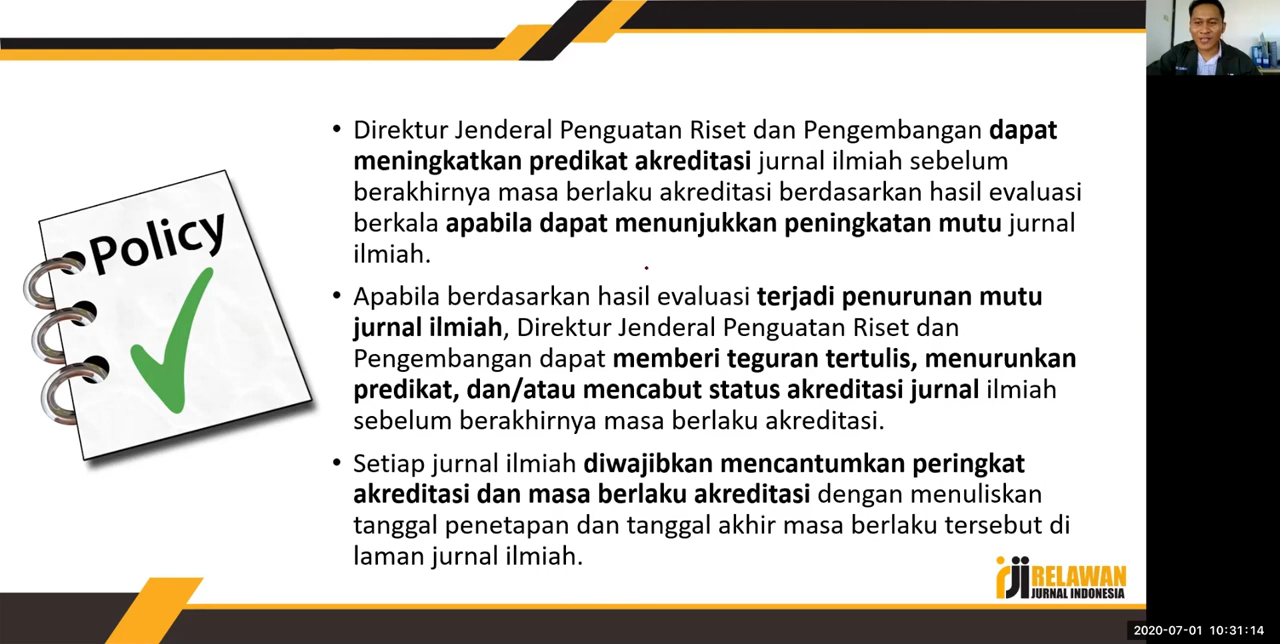 Policy
• Direktur Jenderal Penguatan Riset dan Pengembangan dapat
meningkatkan predikat akreditasi jurnal ilmiah sebelum
berakhirnya masa berlaku akreditasi berdasarkan hasil evaluasi
berkala apabila dapat menunjukkan peningkatan mutu jurnal
ilmiah.
• Apabila berdasarkan hasil evaluasi terjadi penurunan mutu
jurnal ilmiah, Direktur Jenderal Penguatan Riset dan
Pengembangan dapat memberi teguran tertulis, menurunkan
predikat, dan/atau mencabut status akreditasi jurnal ilmiah
sebelum berakhirnya masa berlaku akreditasi.
• Setiap jurnal ilmiah diwajibkan mencantumkan peringkat
akreditasi dan masa berlaku akreditasi dengan menuliskan
tanggal penetapan dan tanggal akhir masa berlaku tersebut di
laman jurnal ilmiah.
rji RELAWAN
JURNAL INDONESIA
2020-07-01 10:31:14